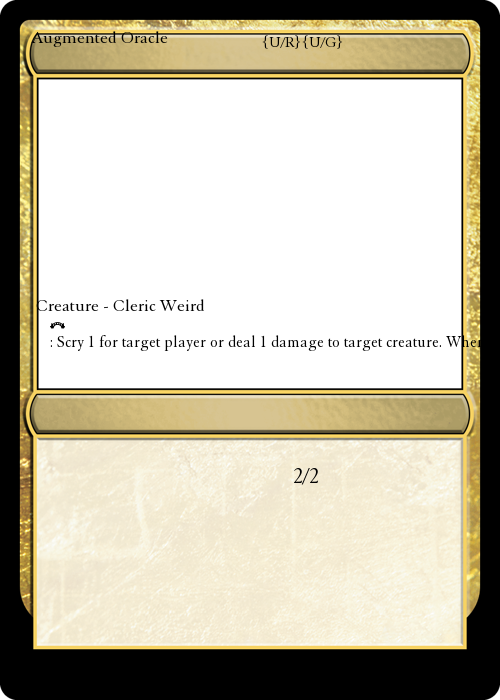 Augmented Oracle {U/R}{U/G}
Creature - Cleric Weird
: Scry 1 for target player or deal 1 damage to target creature. When
2/2